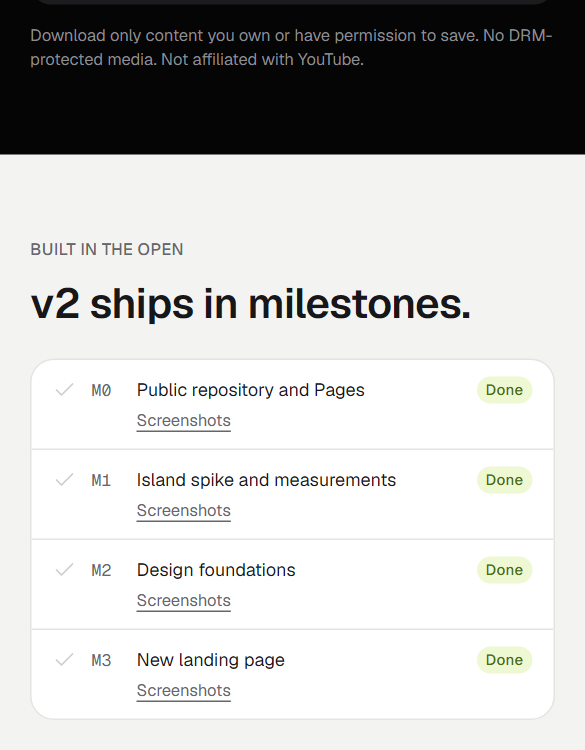 Download only content you own or have permission to save. No DRM-
protected media. Not affiliated with YouTube.
BUILT IN THE OPEN
v2 ships in milestones.
M0 Public repository and Pages Done
Screenshots
M1 Island spike and measurements Done
Screenshots
M2 Design foundations Done
Screenshots
M3 New landing page Done
Screenshots